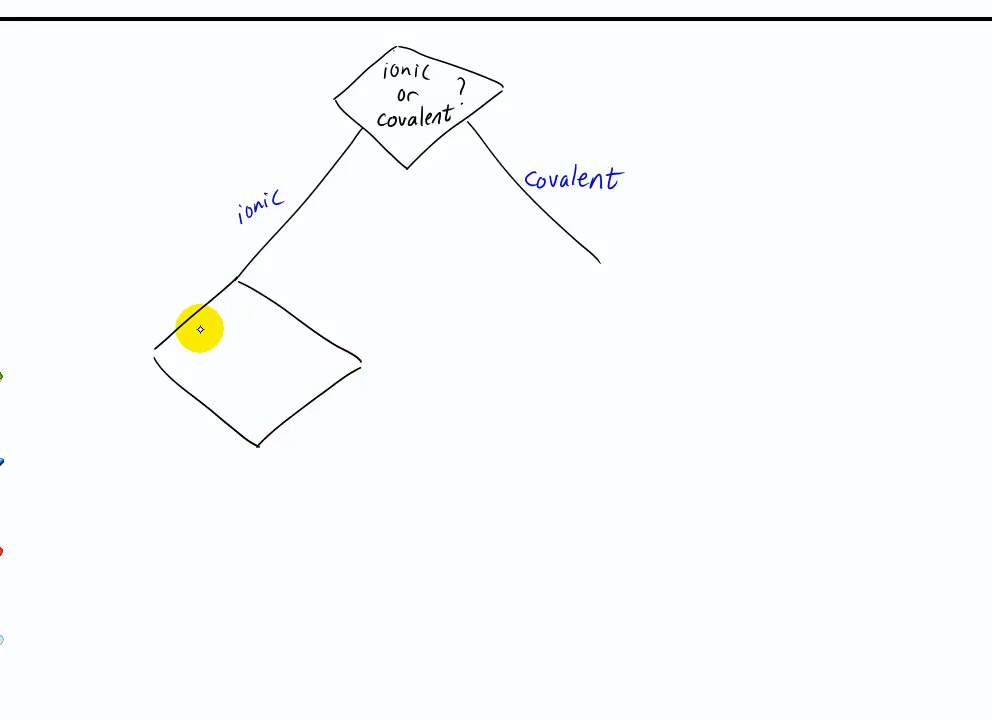 ionic
or
covalent ?
ionic
covalent